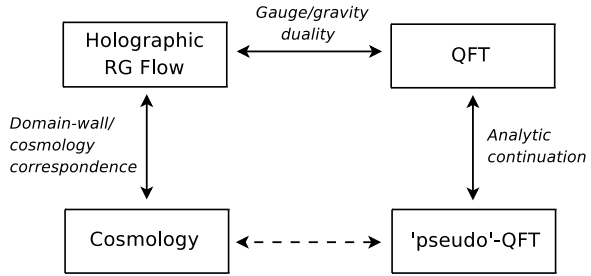 Gauge/gravity
duality
Holographic
RG Flow
QFT
Domain-wall/
cosmology
correspondence
Analytic
continuation
Cosmology
'pseudo'-QFT